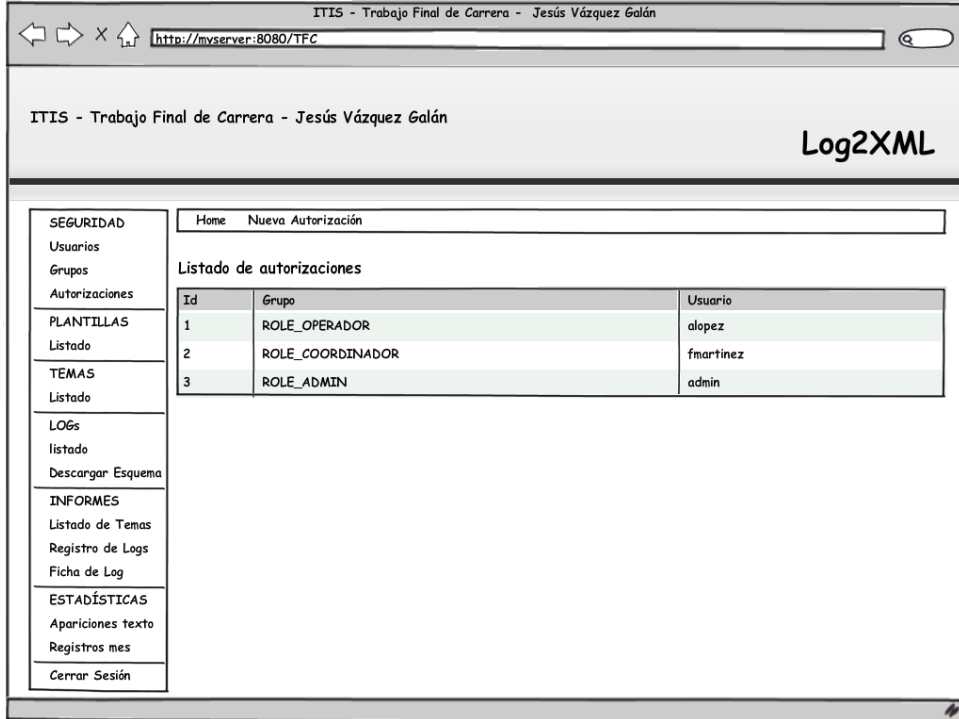 ITIS - Trabajo Final de Carrera - Jesús Vázquez Galán
http://myserver:8080/TFC
ITIS - Trabajo Final de Carrera - Jesús Vázquez Galán
Log2XML
SEGURIDAD
Usuarios
Grupos
Autorizaciones
PLANTILLAS
Listado
TEMAS
Listado
LOGs
listado
Descargar Esquema
INFORMES
Listado de Temas
Registro de Logs
Ficha de Log
ESTADÍSTICAS
Apariciones texto
Registros mes
Cerrar Sesión
Home Nueva Autorización
Listado de autorizaciones
Id Grupo Usuario
1 ROLE_OPERADOR alopez
2 ROLE_COORDINADOR fmartinez
3 ROLE_ADMIN admin